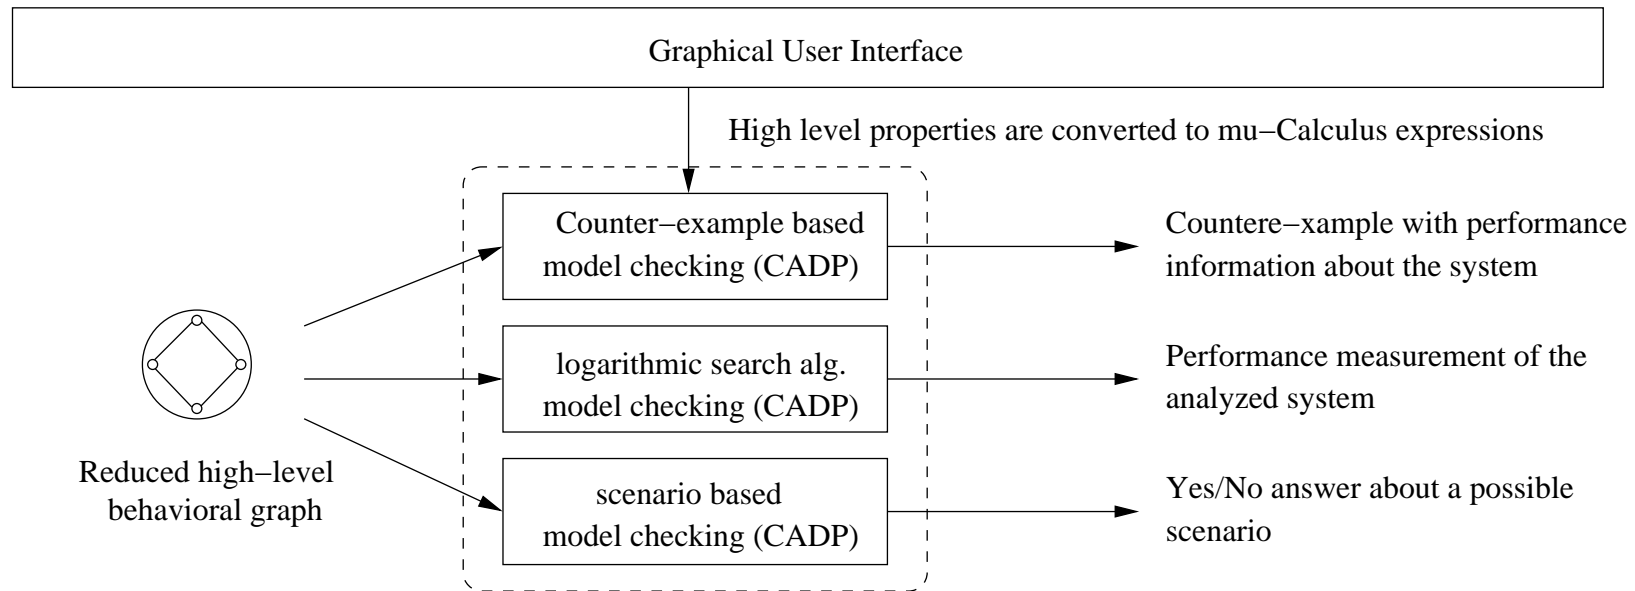 Graphical User Interface
High level properties are converted to mu−Calculus expressions
Counter−example based
model checking (CADP)
Countere−xample with performance
information about the system
logarithmic search alg.
model checking (CADP)
Performance measurement of the
analyzed system
Reduced high−level
behavioral graph
scenario based
model checking (CADP)
Yes/No answer about a possible
scenario